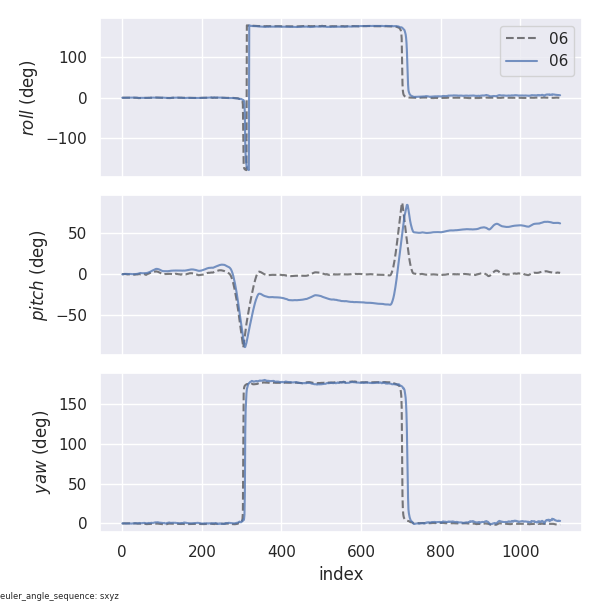 roll (deg)
100
0
−100
06
06
pitch (deg)
50
0
−50
yaw (deg)
150
100
50
0
0 200 400 600 800 1000
index
euler_angle_sequence: sxyz